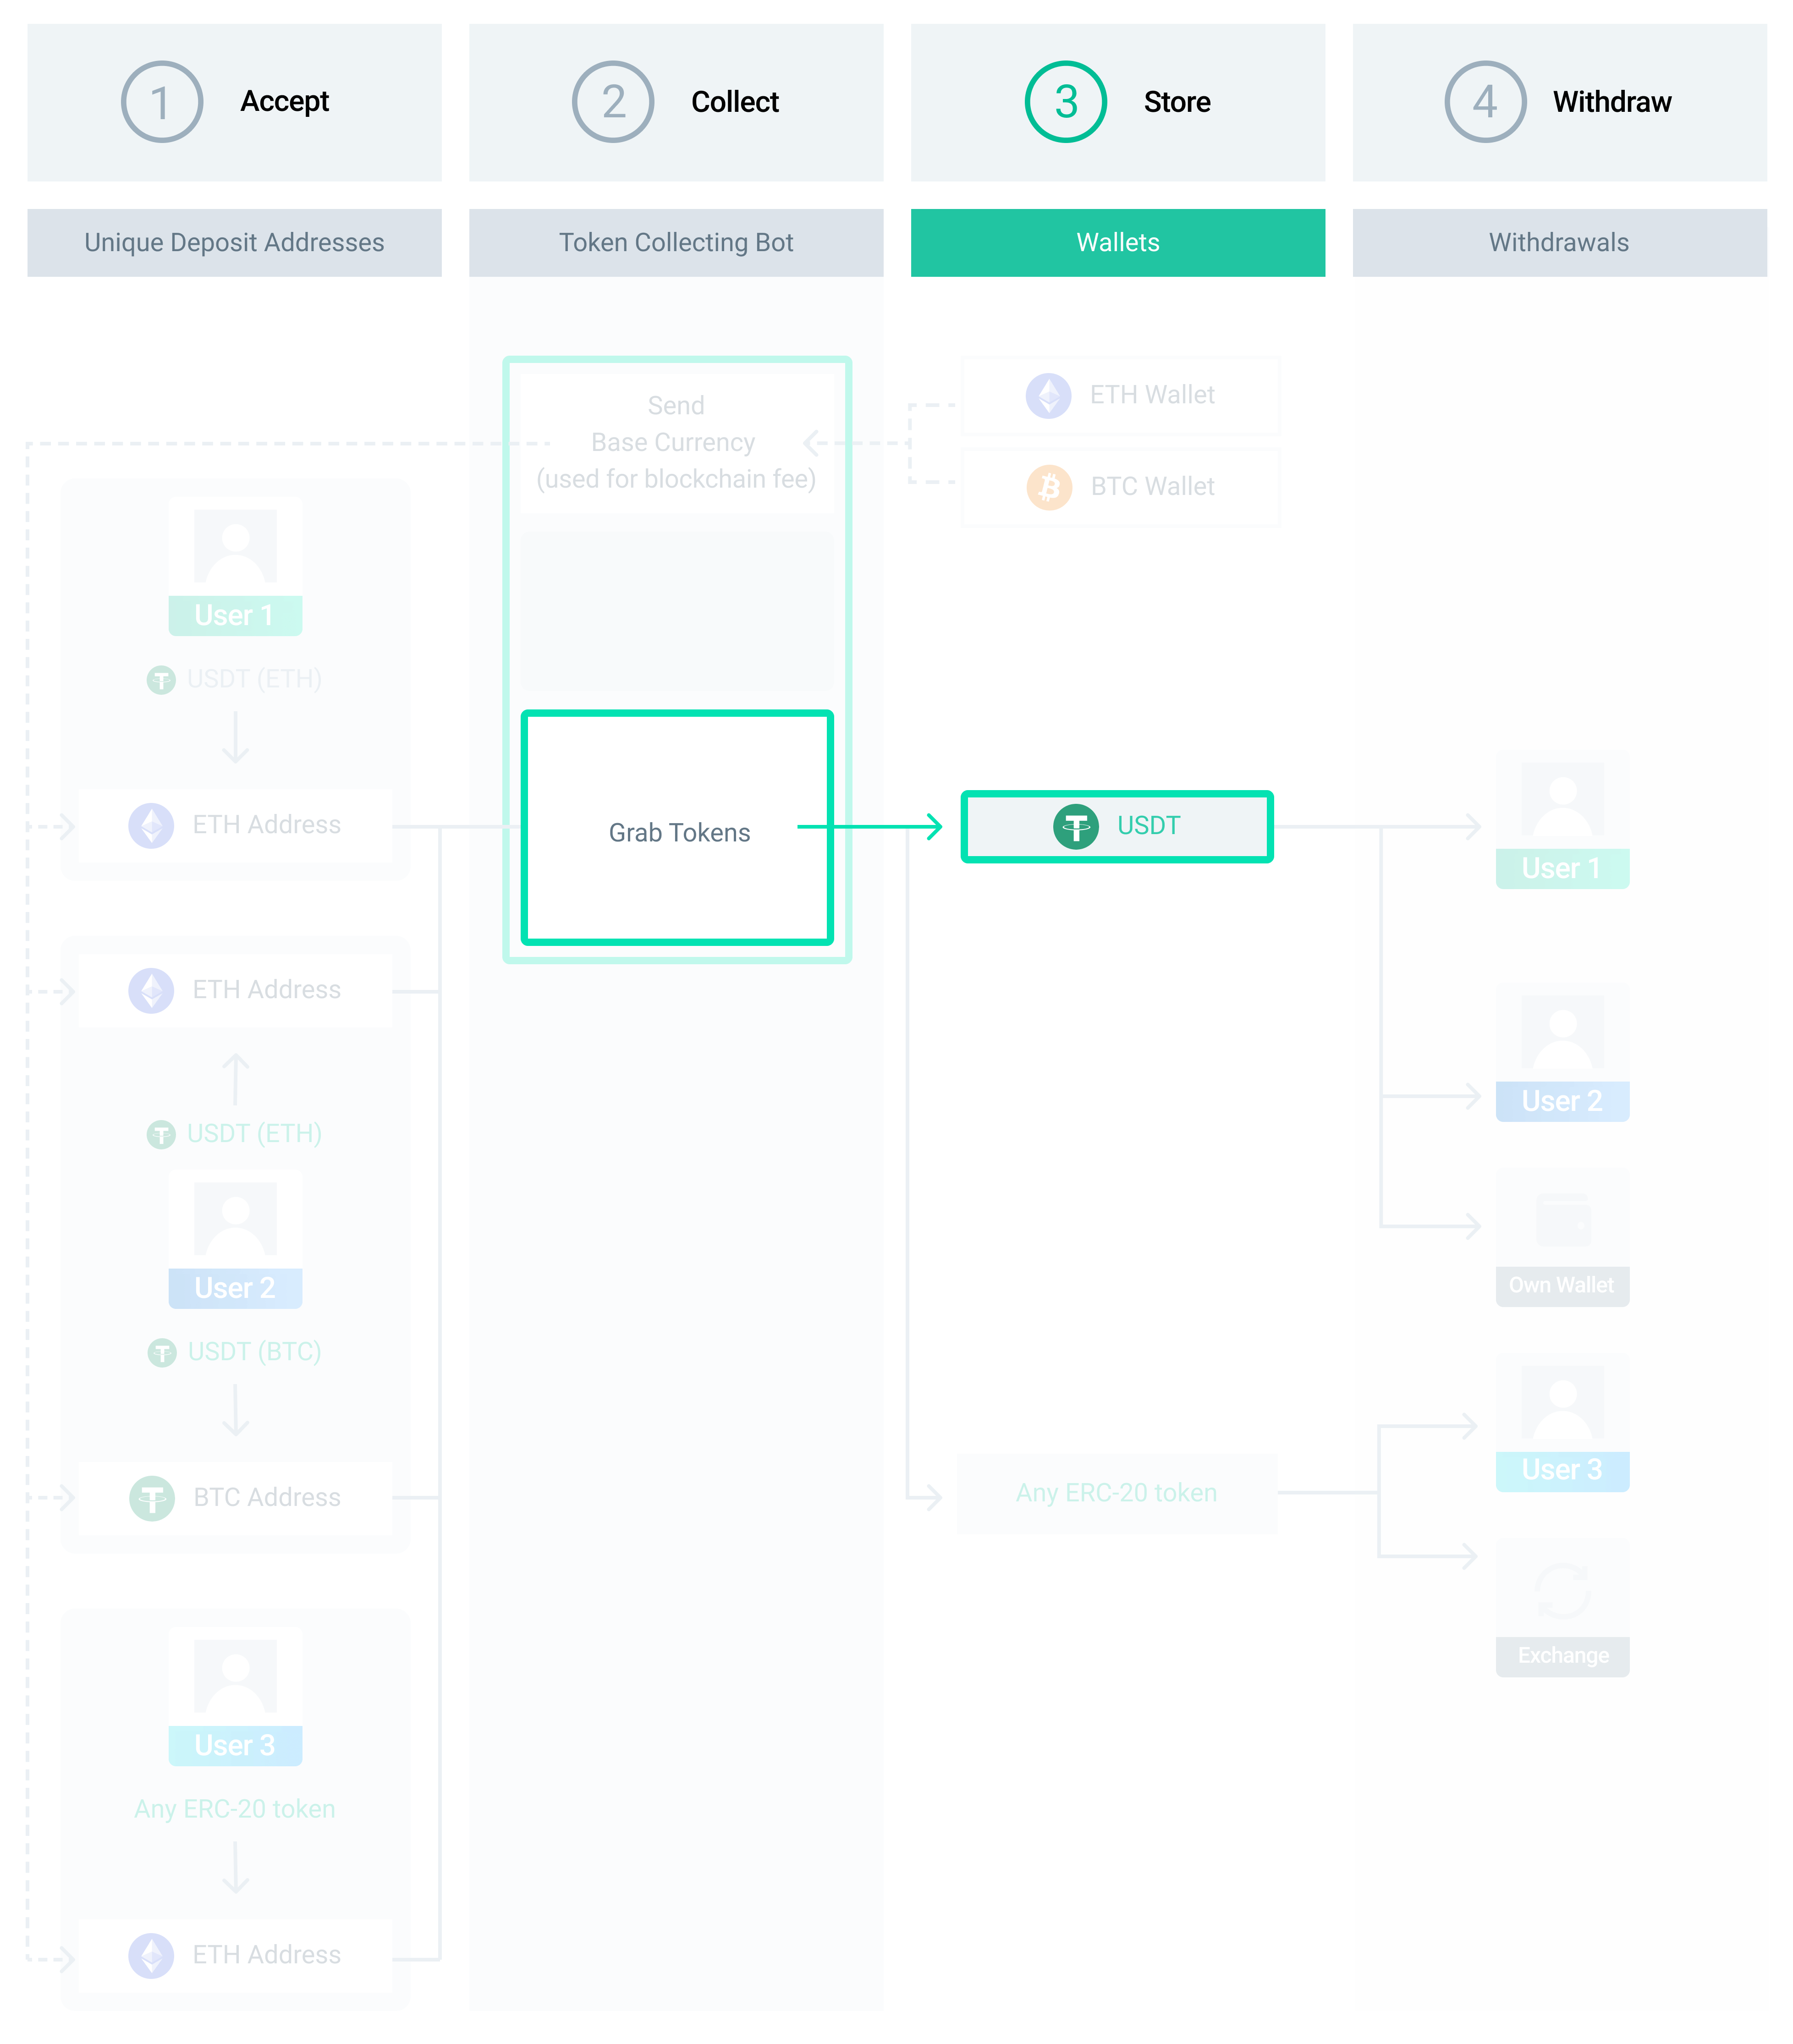 1 Accept
2 Collect
3 Store
4 Withdraw
Unique Deposit Addresses
Token Collecting Bot
Wallets
Withdrawals
Send
Base Currency
(used for blockchain fee)
ETH Wallet
BTC Wallet
User 1
USDT (ETH)
ETH Address
Grab Tokens
USDT
User 1
ETH Address
USDT (ETH)
User 2
USDT (BTC)
BTC Address
User 2
Own Wallet
Any ERC-20 token
User 3
Exchange
User 3
Any ERC-20 token
ETH Address